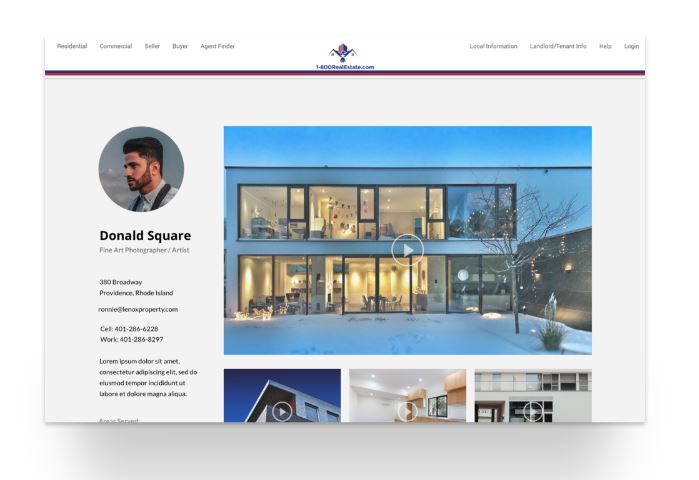 Residential Commercial Seller Buyer Agent Finder
1-800RealEstate.com
Local Information Landlord/Tenant Info Help Login
Donald Square
Fine Art Photographer / Artist
380 Broadway
Providence, Rhode Island
ronnie@lenoxproperty.com
Cell: 401-286-6228
Work: 401-286-8297
Lorem ipsum dolor sit amet,
consectetur adipiscing elit, sed do
eiusmod tempor incididunt ut
labore et dolore magna aliqua.
Areas Served